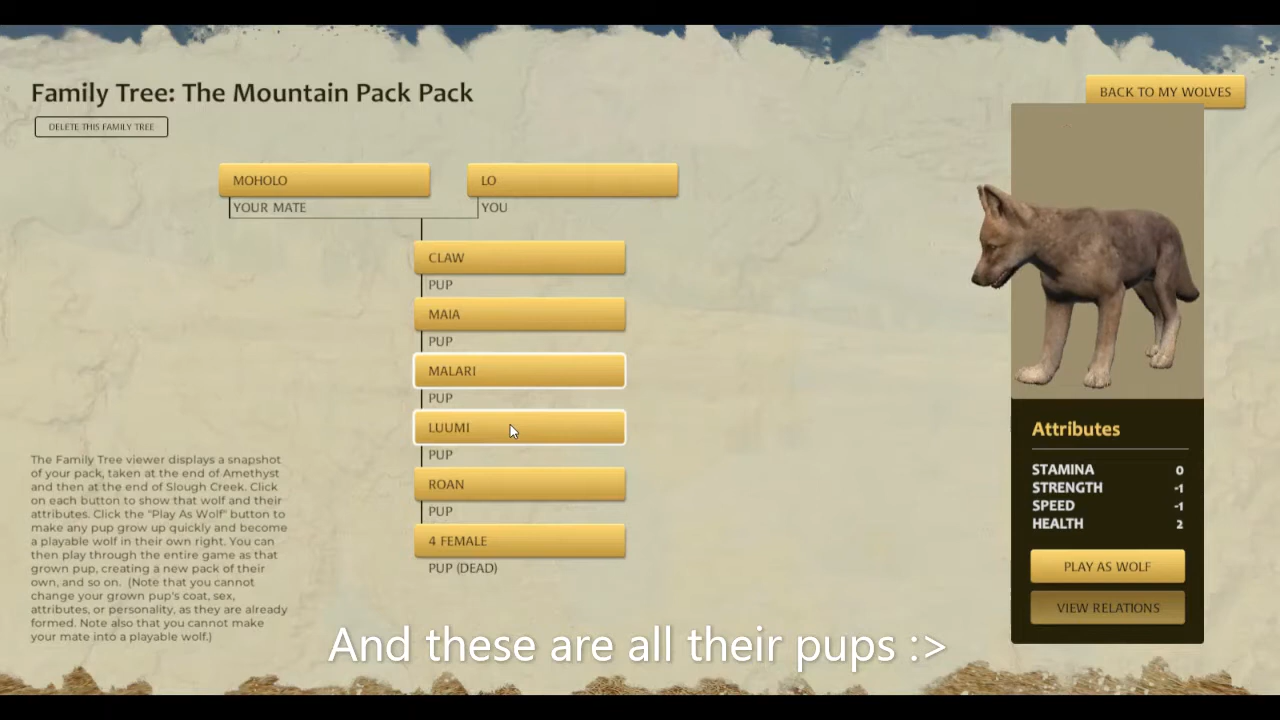 Family Tree: The Mountain Pack Pack
BACK TO MY WOLVES
DELETE THIS FAMILY TREE
MOHOLO
LO
YOUR MATE
YOU
CLAW
PUP
MAIA
PUP
MALARI
PUP
LUUMI
PUP
ROAN
PUP
4 FEMALE
PUP (DEAD)
The Family Tree viewer displays a snapshot
of your pack, taken at the end of Amethyst
and then at the end of Slough Creek. Click
on each button to show that wolf and their
attributes. Click the "Play As Wolf" button to
make any pup grow up quickly and become
a playable wolf in their own right. You can
then play through the entire game as that
grown pup, creating a new pack of their
own, and so on. (Note that you cannot
change your grown pup's coat, sex,
attributes, or personality, as they are already
formed. Note also that you cannot make
your mate into a playable wolf.)
Attributes
STAMINA 0
STRENGTH -1
SPEED -1
HEALTH 2
PLAY AS WOLF
VIEW RELATIONS
And these are all their pups :>